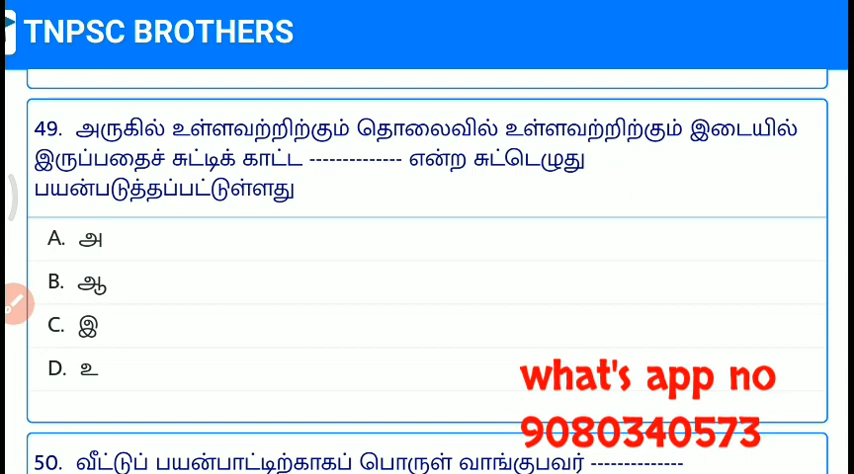 TNPSC BROTHERS
49. அருகில் உள்ளவற்றிற்கும் தொலைவில் உள்ளவற்றிற்கும் இடையில்
இருப்பதைச் சுட்டிக் காட்ட -------------- என்ற சுட்டெழுது
பயன்படுத்தப்பட்டுள்ளது
A. அ
B. ஆ
C. இ
D. உ
what's app no
9080340573
50. வீட்டுப் பயன்பாட்டிற்காகப் பொருள் வாங்குபவர் --------------